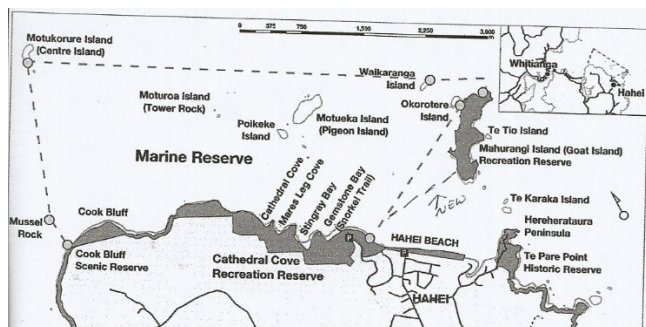 0 375 750 1,500 2,250 3,000
m
Motukorure Island
(Centre Island)
Waikaranga
Island
Whitianga
Hahei
Moturoa Island
(Tower Rock)
Okorotere
Island
Poikeke
Island
Motueka Island
(Pigeon Island)
Te Tio Island
Mahurangi Island (Goat Island)
Recreation Reserve
Marine Reserve
Cathedral Cove
Mares Leg Cove
Stingray Bay
Gemstone Bay
(Snorkel Trail)
NEW
Te Karaka Island
Hereherataura
Peninsula
Mussel
Rock
Cook Bluff
P
HAHEI BEACH
P
Cook Bluff
Scenic Reserve
Cathedral Cove
Recreation Reserve
Te Pare Point
Historic Reserve
HAHEI